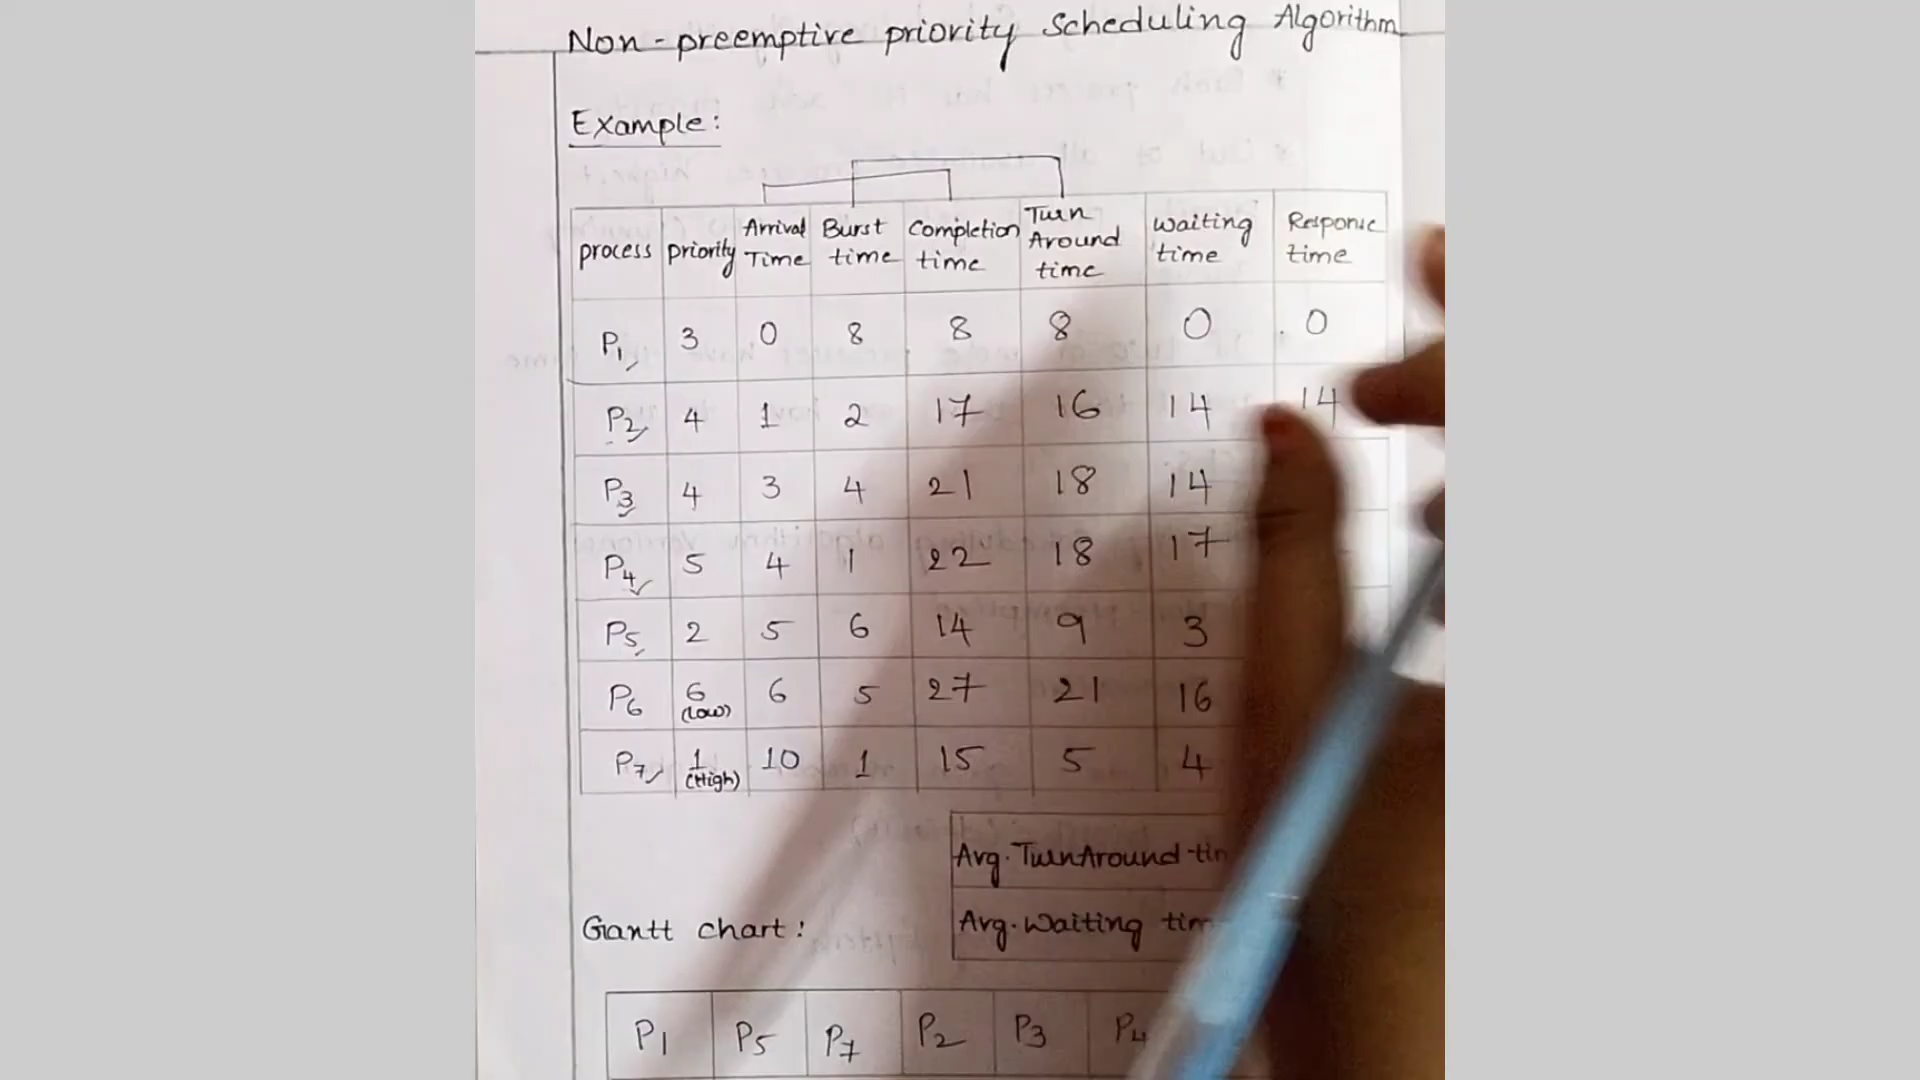 Non-preemptive priority Scheduling Algorithm
Example:
process priority Arrival Time Burst time Completion time Turn Around time Waiting time Response time
P1 3 0 8 8 8 0 0
P2 4 1 2 17 16 14 14
P3 4 3 4 21 18 14
P4 5 4 1 22 18 17
P5 2 5 6 14 9 3
P6 6 (Low) 6 5 27 21 16
P7 1 (High) 10 1 15 5 4
Avg. TurnAround
Gantt chart:
Avg. Waiting
P1 P5 P7 P2 P3 P4